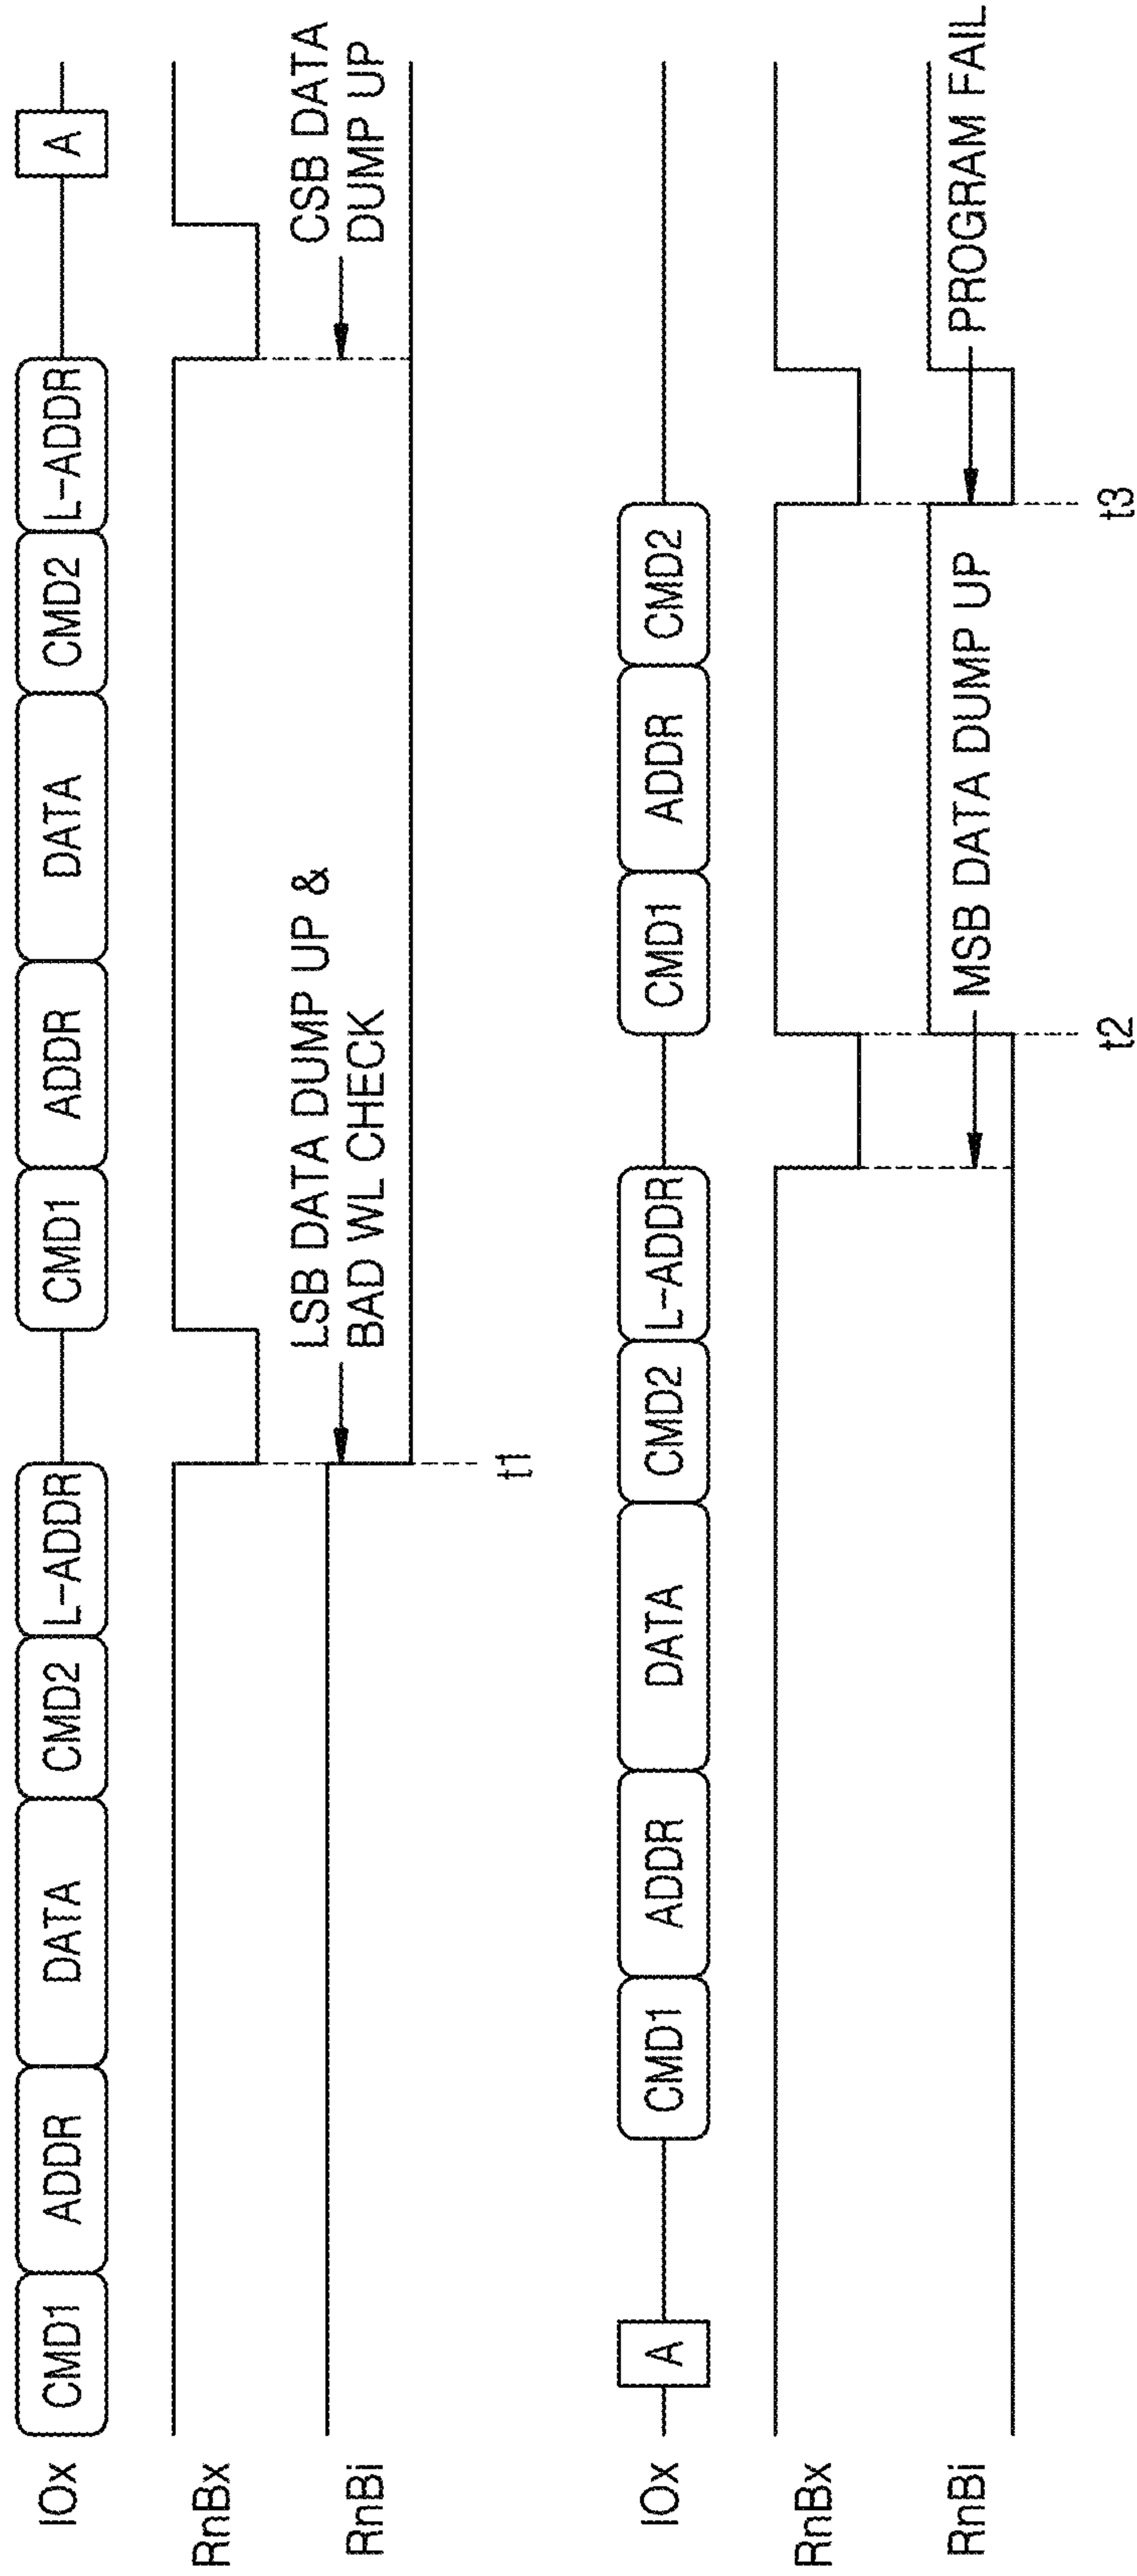 IOx CMD1 ADDR DATA CMD2 L-ADDR CMD1 ADDR DATA CMD2 L-ADDR A
RnBx
RnBi
LSB DATA DUMP UP &
BAD WL CHECK
CSB DATA
DUMP UP
t1
IOx A CMD1 ADDR DATA CMD2 L-ADDR CMD1 ADDR CMD2
RnBx
RnBi
MSB DATA DUMP UP
PROGRAM FAIL
t2 t3